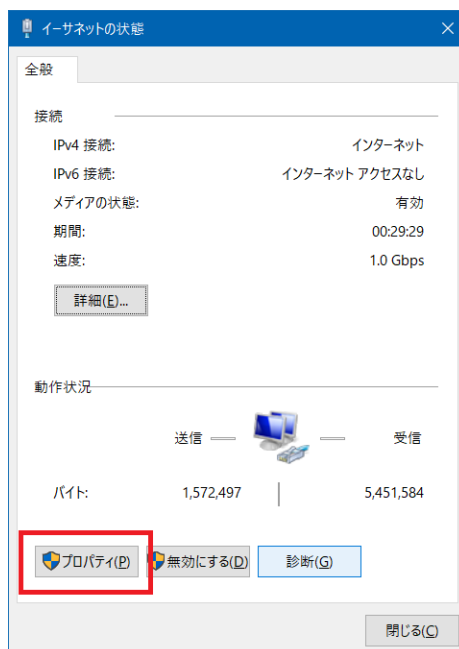 イーサネットの状態
全般
接続
IPv4 接続: インターネット
IPv6 接続: インターネット アクセスなし
メディアの状態: 有効
期間: 00:29:29
速度: 1.0 Gbps
詳細(E)...
動作状況
送信 受信
バイト: 1,572,497 5,451,584
プロパティ(P) 無効にする(D) 診断(G)
閉じる(C)